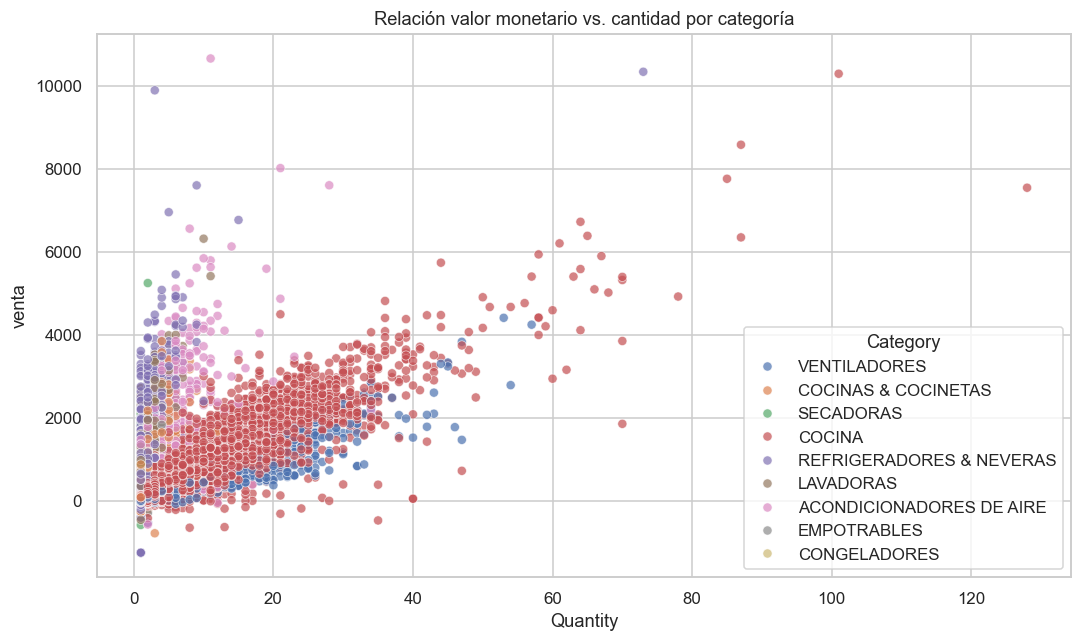 Relación valor monetario vs. cantidad por categoría
venta
10000
8000
6000
4000
2000
0
0 20 40 60 80 100 120
Quantity
Category
VENTILADORES
COCINAS & COCINETAS
SECADORAS
COCINA
REFRIGERADORES & NEVERAS
LAVADORAS
ACONDICIONADORES DE AIRE
EMPOTRABLES
CONGELADORES